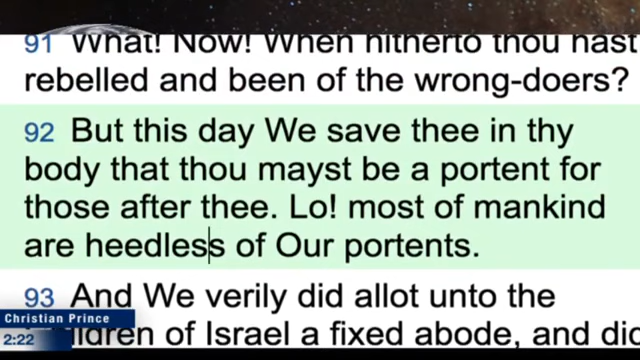 91 What! Now! When hitherto thou hast
rebelled and been of the wrong-doers?
92 But this day We save thee in thy
body that thou mayst be a portent for
those after thee. Lo! most of mankind
are heedless of Our portents.
93 And We verily did allot unto the
Christian Prince
children of Israel a fixed abode, and did
2:22